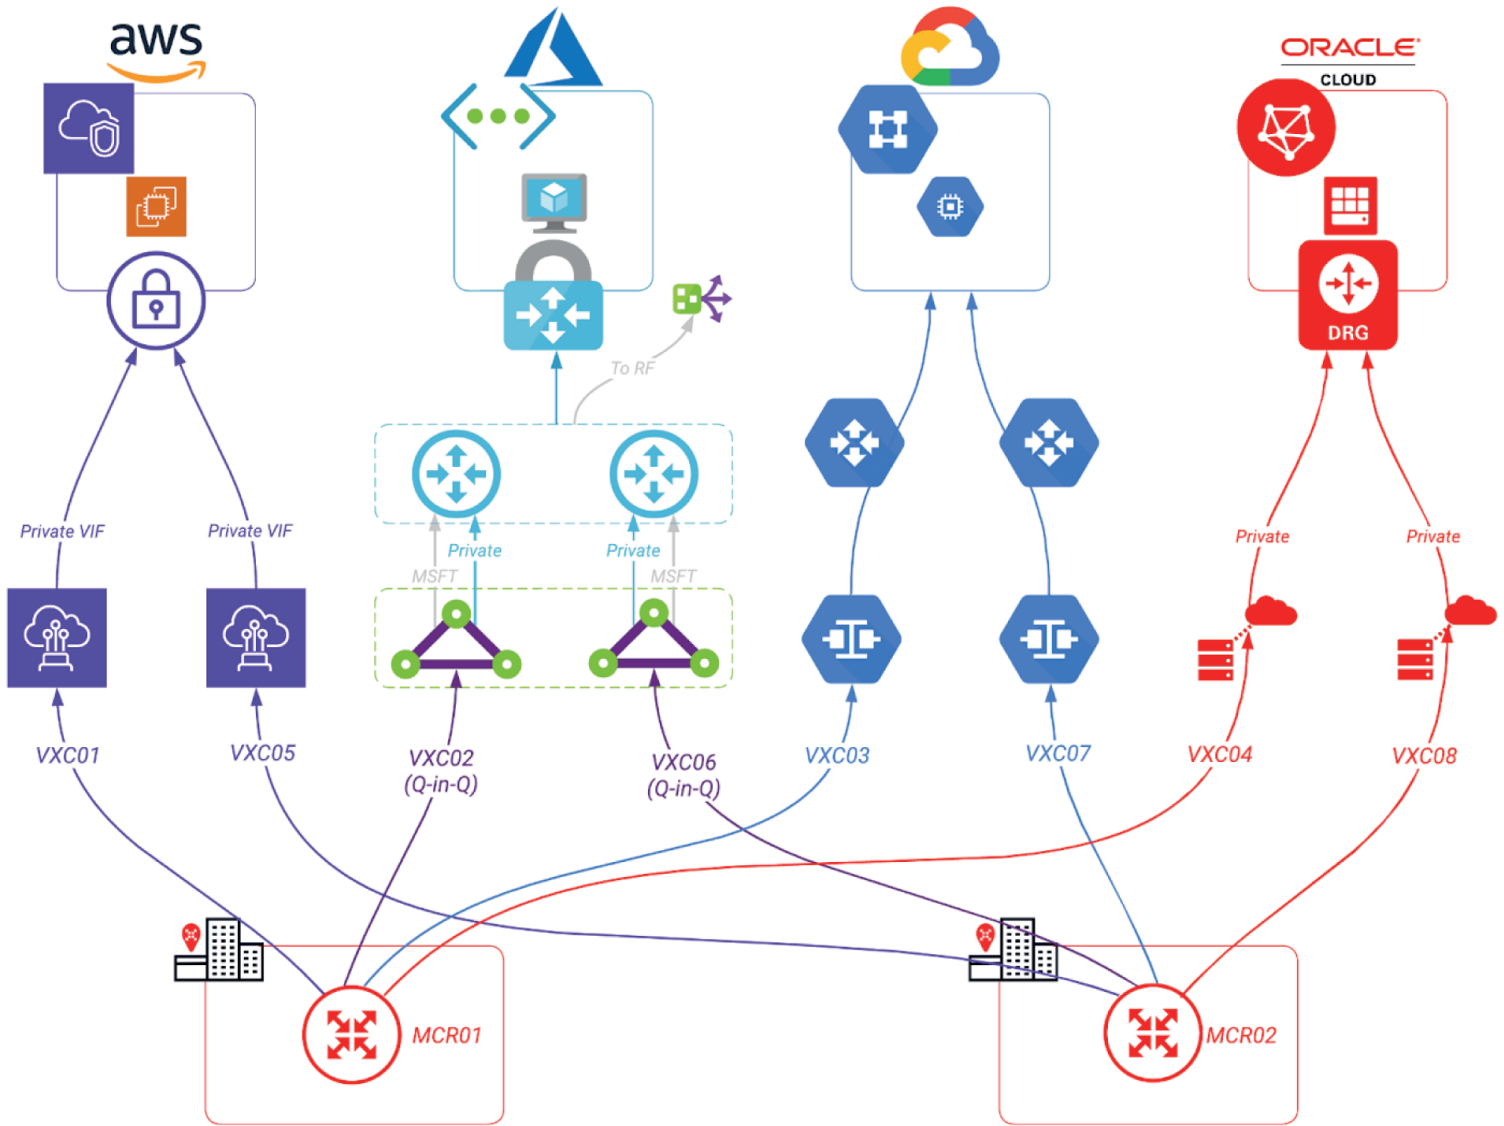 aws
ORACLE
CLOUD
DRG
To RF
Private VIF
Private VIF
Private
Private
MSFT
MSFT
Private
Private
VXC01
VXC05
VXC02
(Q-in-Q)
VXC06
(Q-in-Q)
VXC03
VXC07
VXC04
VXC08
MCR01
MCR02